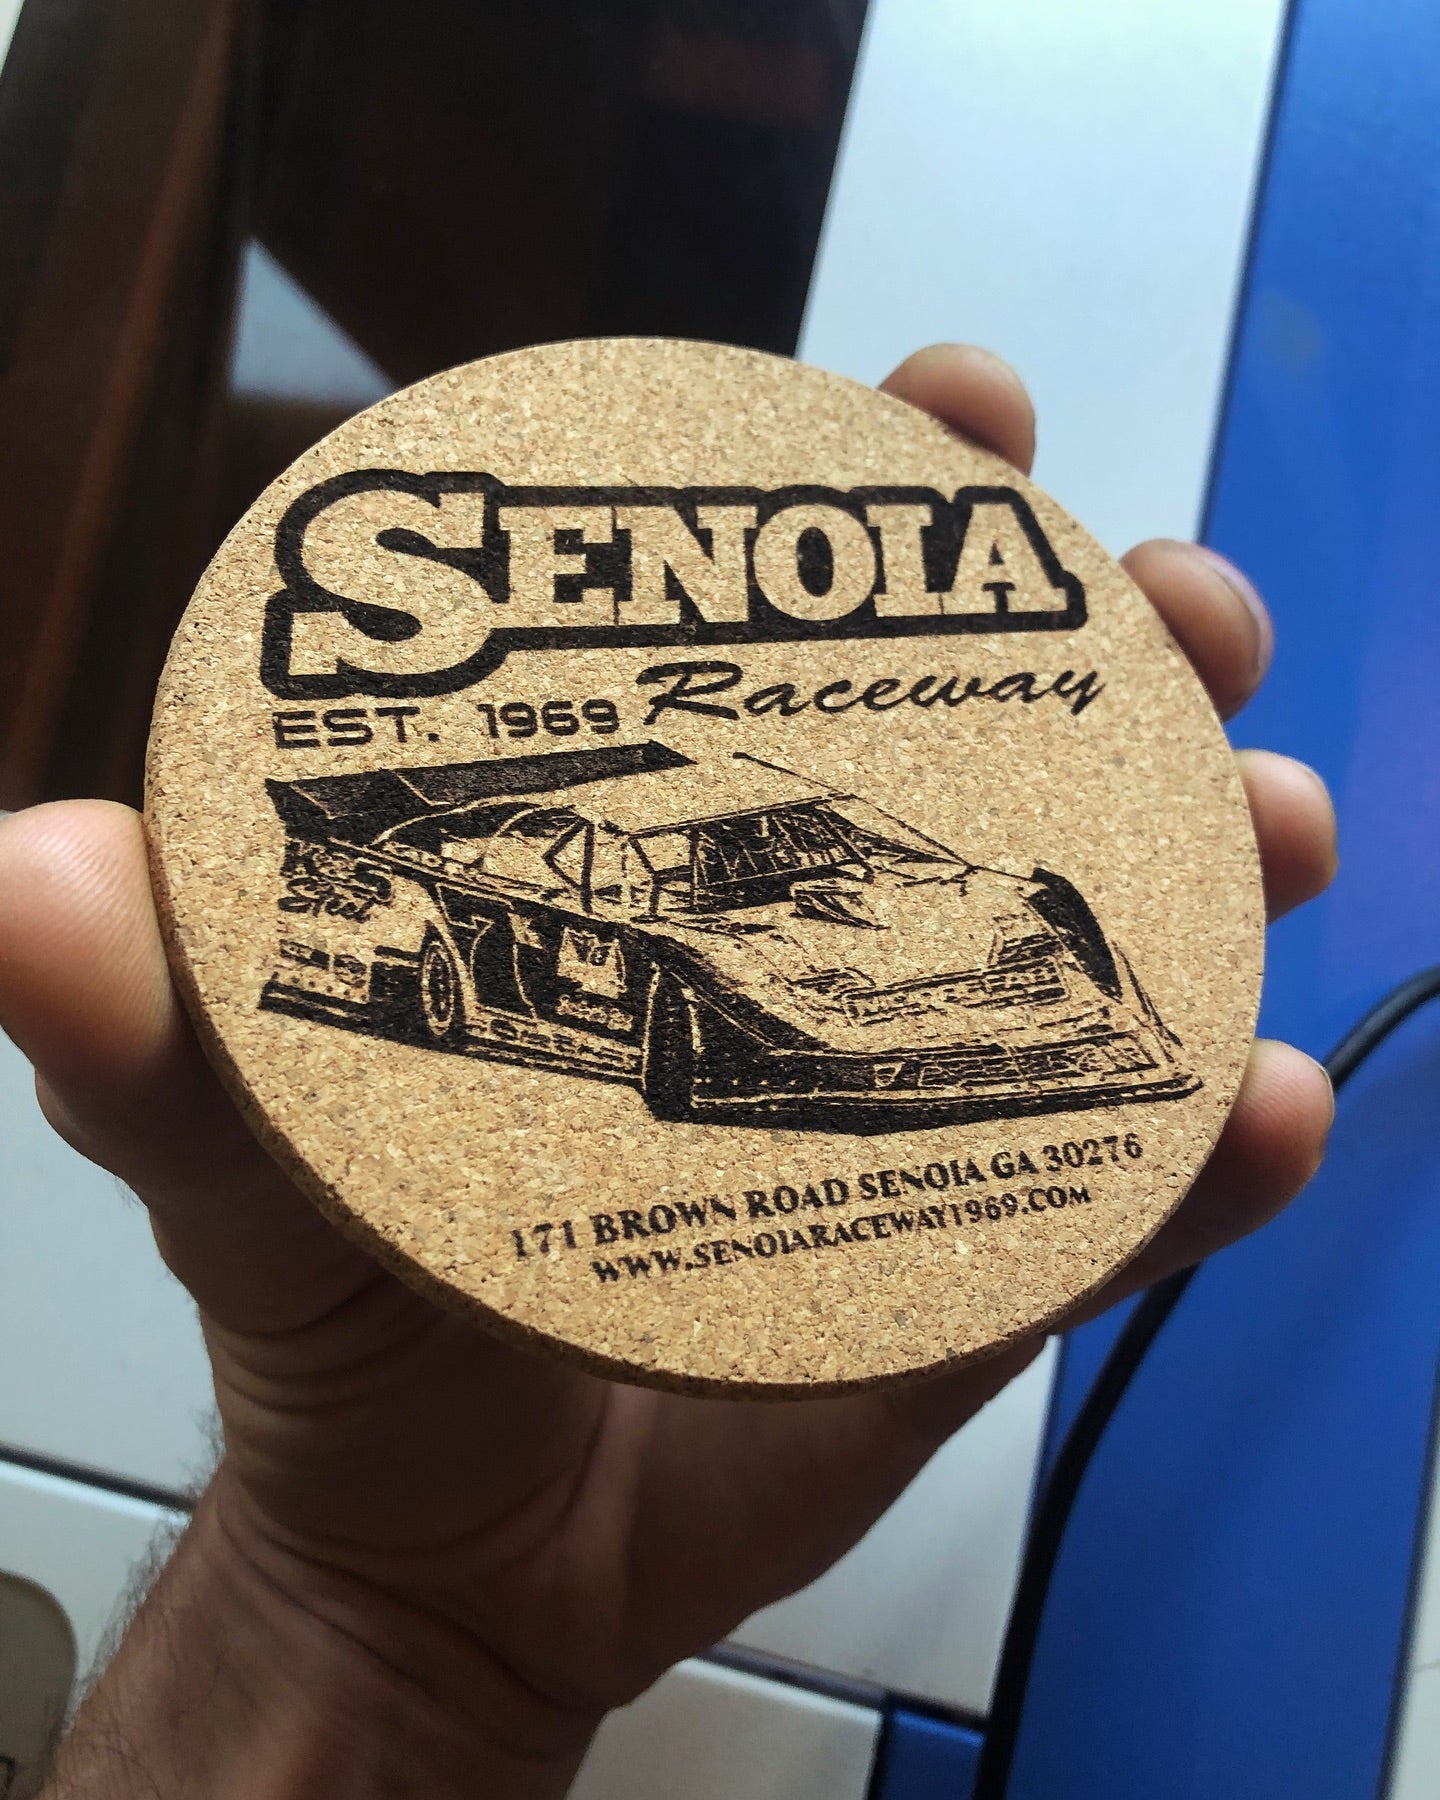 SENOIA
EST. 1969 Raceway
171 BROWN ROAD SENOIA GA 30276
WWW.SENOIARACEWAY1969.COM